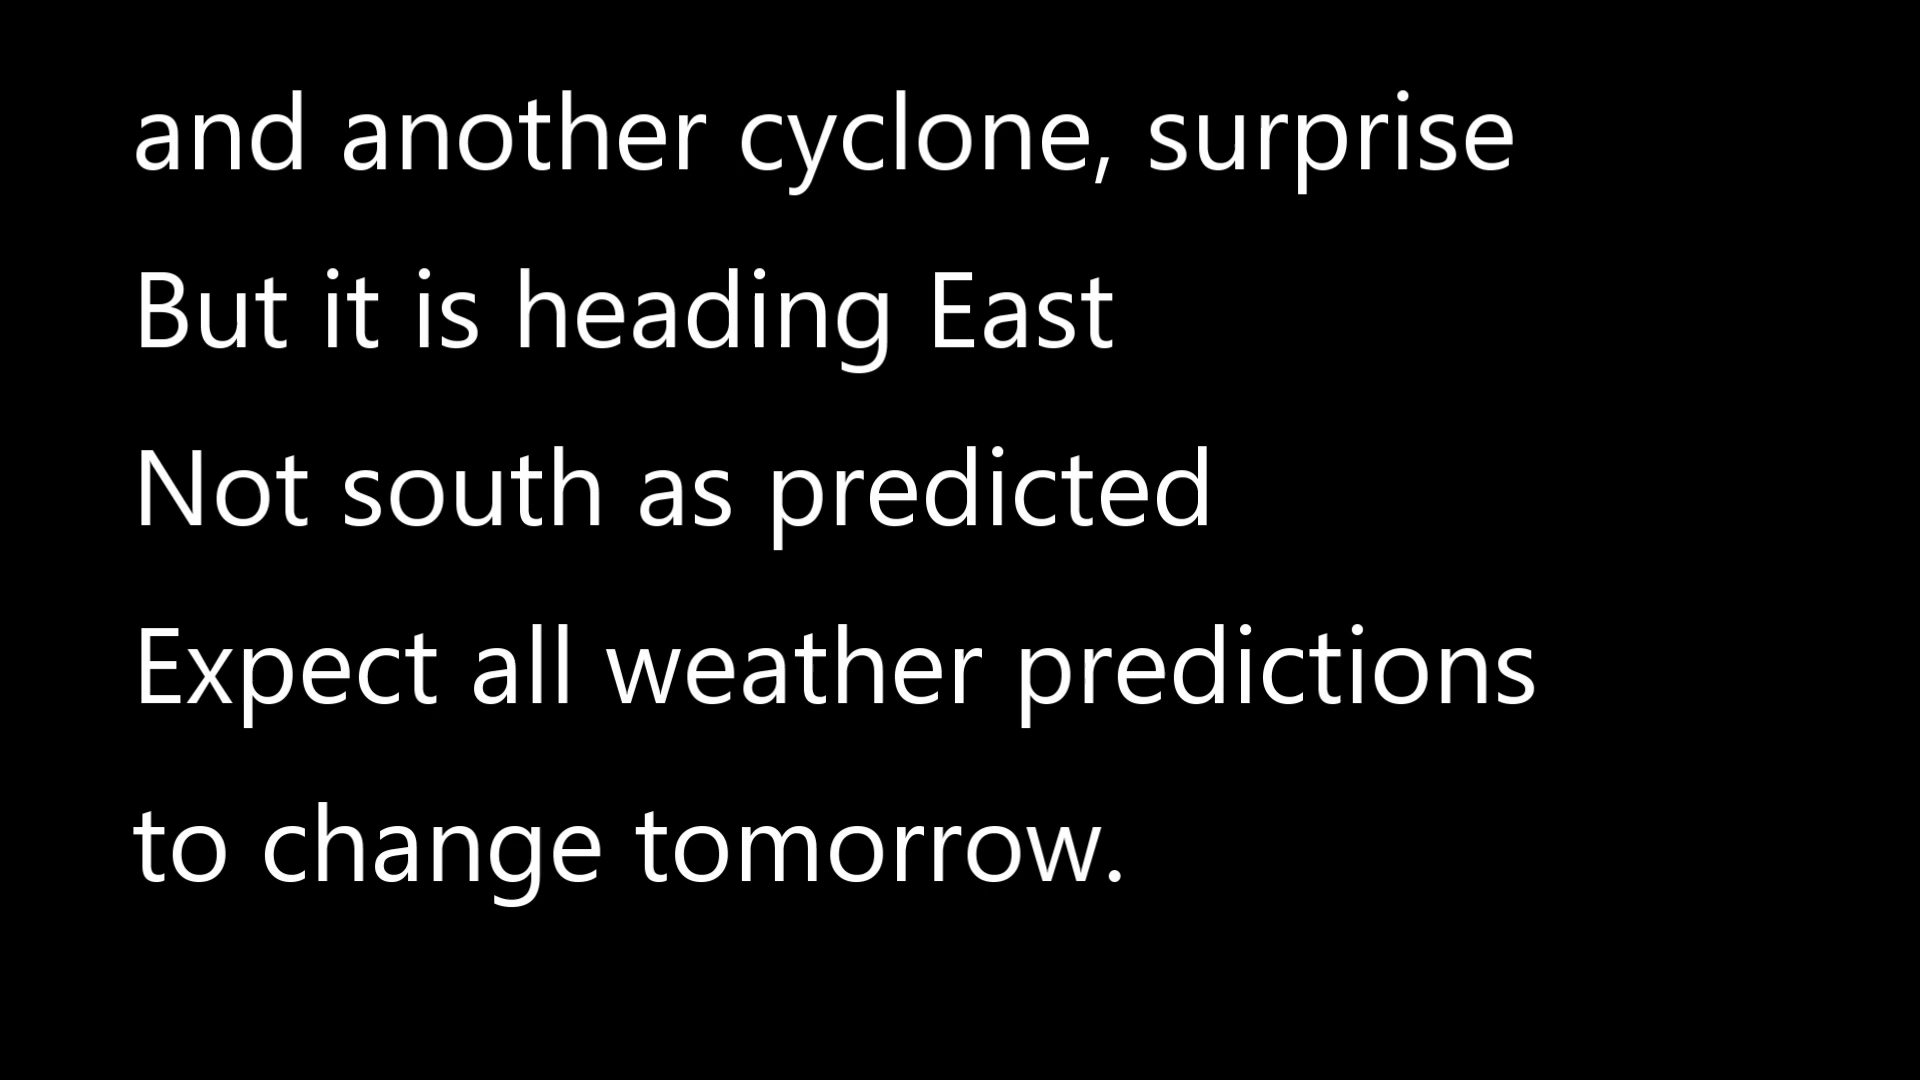 and another cyclone, surprise
But it is heading East
Not south as predicted
Expect all weather predictions
to change tomorrow.